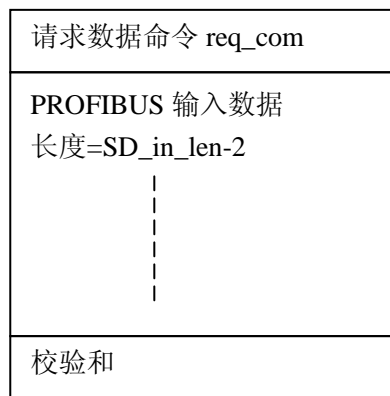 请求数据命令 req_com
PROFIBUS 输入数据
长度=SD_in_len-2
校验和